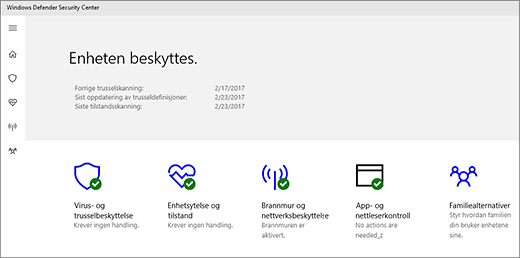 Windows Defender Security Center
Enheten beskyttes.
Forrige trusselskanning: 2/17/2017
Sist oppdatering av trusseldefinisjoner: 2/23/2017
Siste tilstandsskanning: 2/23/2017
Virus- og
trusselbeskyttelse
Krever ingen handling.
Enhetsytelse og
tilstand
Krever ingen handling.
Brannmur og
nettverksbeskyttelse
Brannmuren er
aktivert.
App- og
nettleserkontroll
No actions are
needed_z
Familiealternativer
Styr hvordan familien
din bruker enhetene
sine.